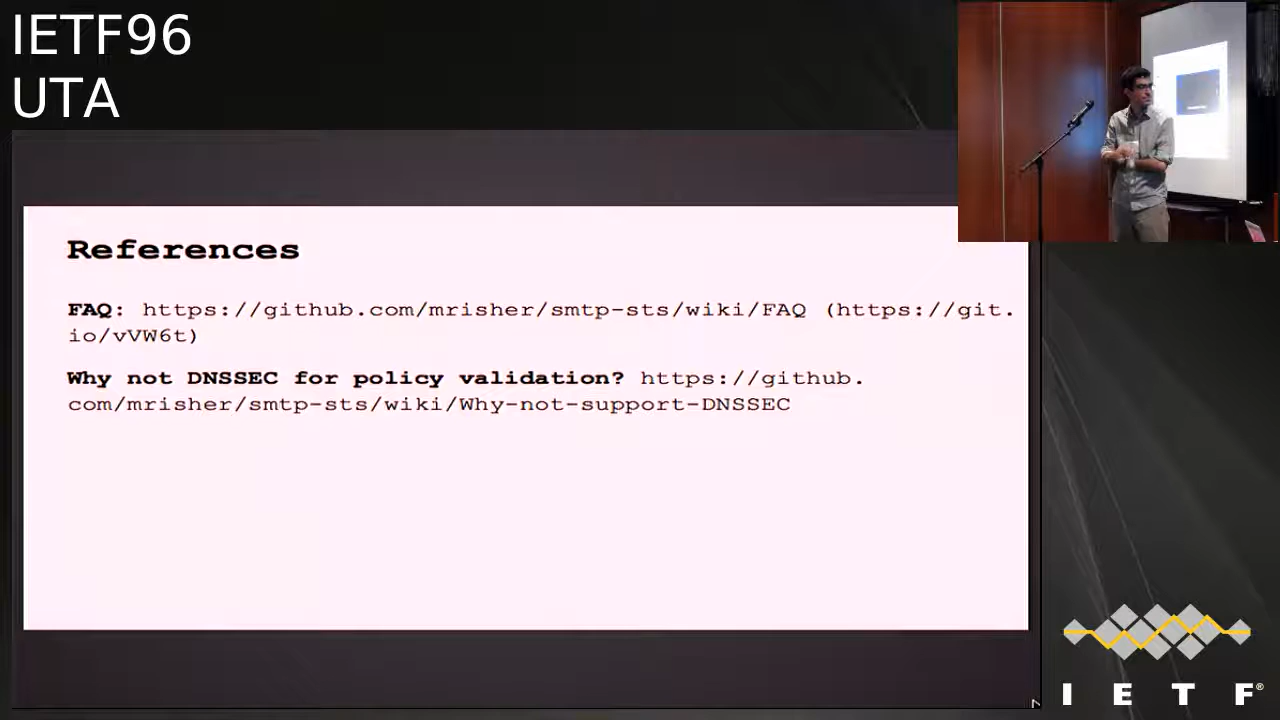 IETF96
UTA
References
FAQ: https://github.com/mrisher/smtp-sts/wiki/FAQ (https://git.
io/vVW6t)
Why not DNSSEC for policy validation? https://github.
com/mrisher/smtp-sts/wiki/Why-not-support-DNSSEC
I E T F®